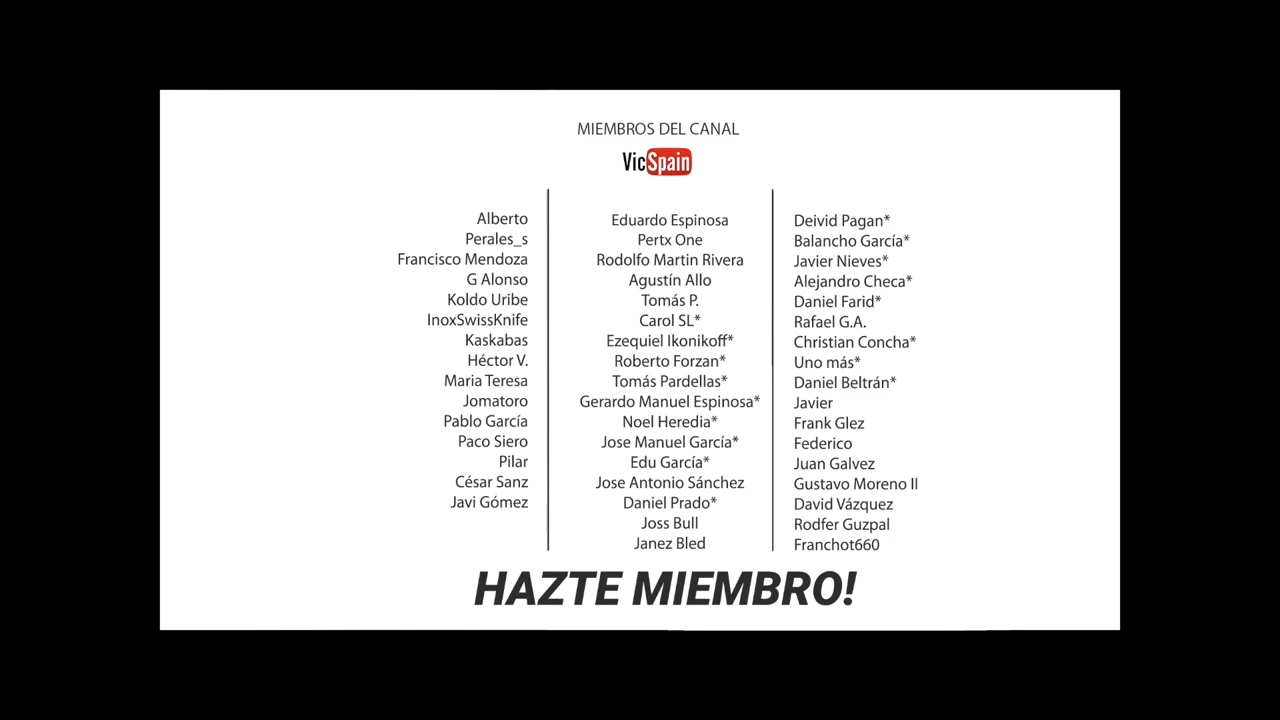 MIEMBROS DEL CANAL
VicSpain
Alberto
Perales_s
Francisco Mendoza
G Alonso
Koldo Uribe
InoxSwissKnife
Kaskabas
Héctor V.
Maria Teresa
Jomatoro
Pablo García
Paco Siero
Pilar
César Sanz
Javi Gómez
Eduardo Espinosa
Pertx One
Rodolfo Martin Rivera
Agustín Allo
Tomás P.
Carol SL*
Ezequiel Ikonikoff*
Roberto Forzan*
Tomás Pardellas*
Gerardo Manuel Espinosa*
Noel Heredia*
Jose Manuel García*
Edu García*
Jose Antonio Sánchez
Daniel Prado*
Joss Bull
Janez Bled
Deivid Pagan*
Balancho García*
Javier Nieves*
Alejandro Checa*
Daniel Farid*
Rafael G.A.
Christian Concha*
Uno más*
Daniel Beltrán*
Javier
Frank Glez
Federico
Juan Galvez
Gustavo Moreno II
David Vázquez
Rodfer Guzpal
Franchot660
HAZTE MIEMBRO!